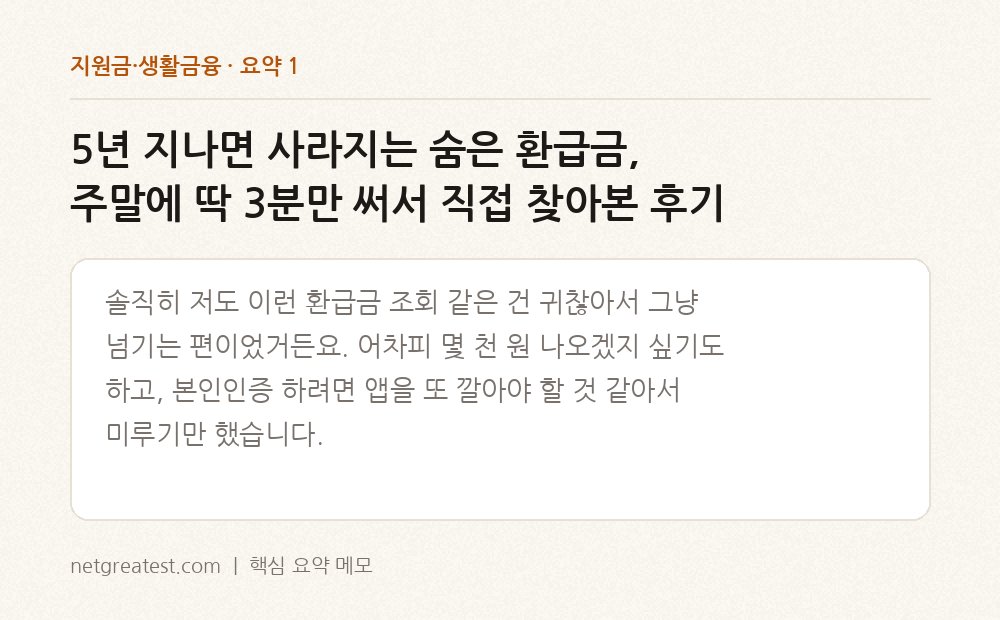 지원금·생활금융 · 요약 1
5년 지나면 사라지는 숨은 환급금,
주말에 딱 3분만 써서 직접 찾아본 후기
솔직히 저도 이런 환급금 조회 같은 건 귀찮아서 그냥
넘기는 편이었거든요. 어차피 몇 천 원 나오겠지 싶기도
하고, 본인인증 하려면 앱을 또 깔아야 할 것 같아서
미루기만 했습니다.
netgreatest.com | 핵심 요약 메모